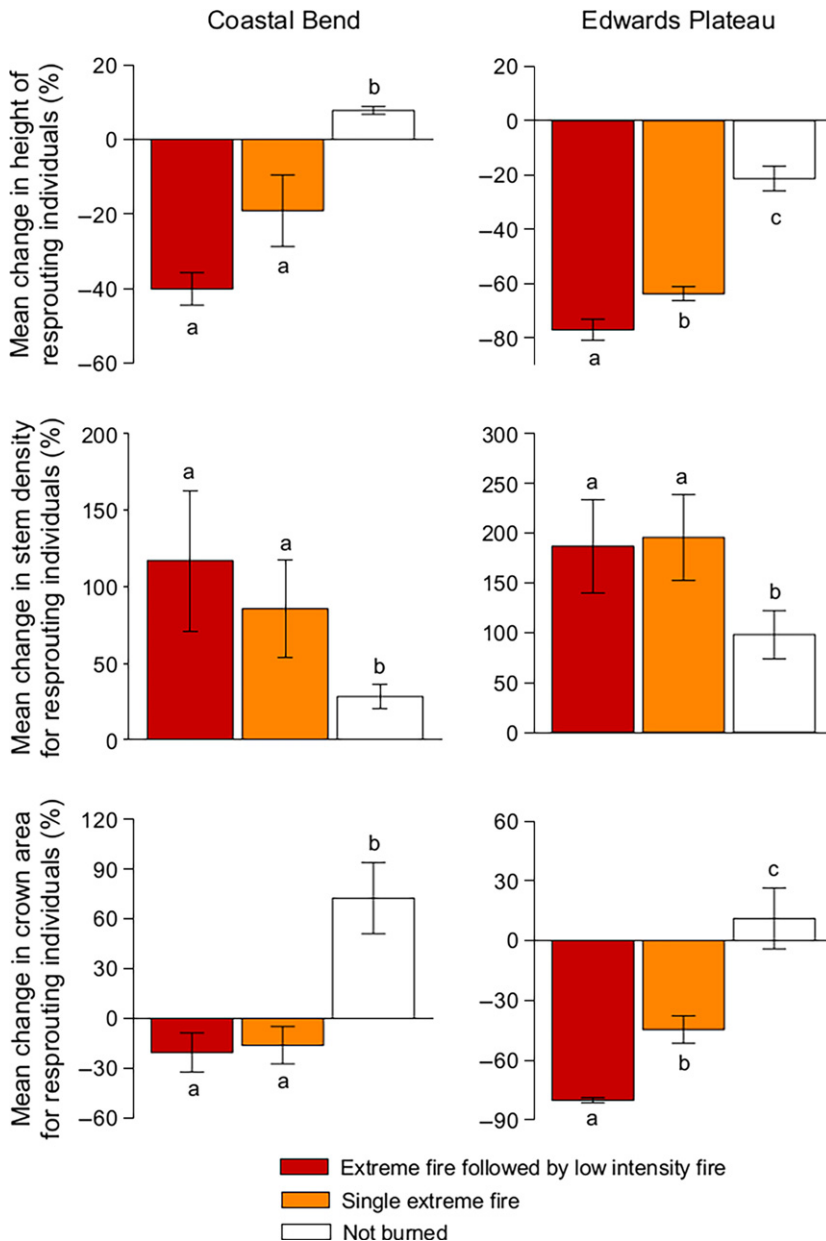 Coastal Bend
Edwards Plateau
Mean change in height of
resprouting individuals (%)
20
0
–20
–40
–60
a
a
b
20
0
–20
–40
–60
–80
a
b
c
Mean change in stem density
for resprouting individuals (%)
200
150
100
50
0
a
a
b
300
250
200
150
100
50
0
a
a
b
Mean change in crown area
for resprouting individuals (%)
120
90
60
30
0
–30
–60
a
a
b
60
30
0
–30
–60
–90
a
b
c
Extreme fire followed by low intensity fire
Single extreme fire
Not burned